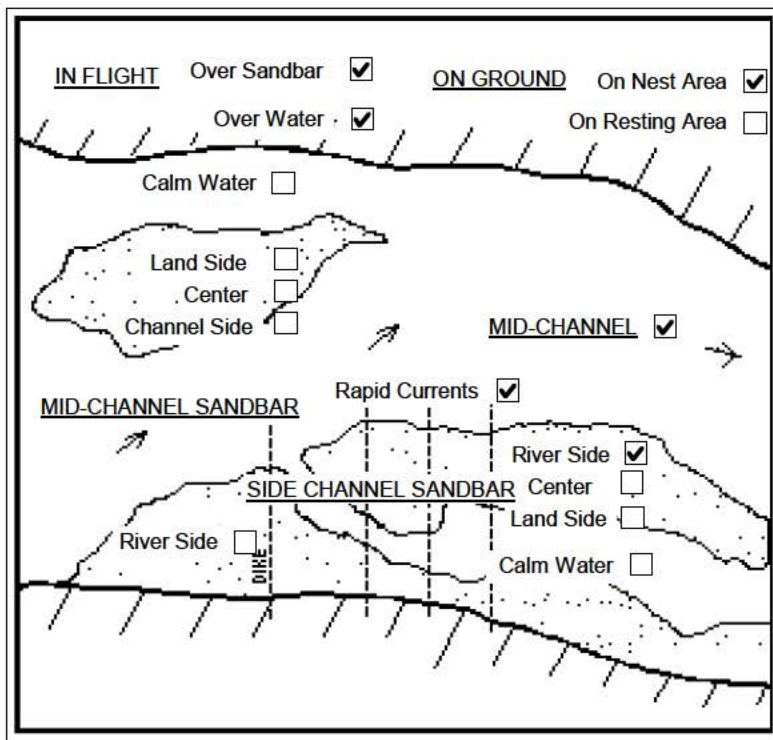 IN FLIGHT Over Sandbar ON GROUND On Nest Area
Over Water On Resting Area
Calm Water
Land Side
Center
Channel Side
MID-CHANNEL
Rapid Currents
MID-CHANNEL SANDBAR
River Side
SIDE CHANNEL SANDBAR Center
Land Side
River Side
DIKE
Calm Water